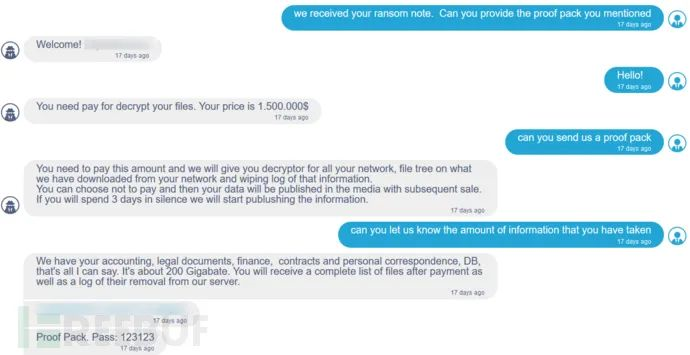 we received your ransom note. Can you provide the proof pack you mentioned
17 days ago
Welcome!
17 days ago
Hello!
17 days ago
You need pay for decrypt your files. Your price is 1.500.000$
17 days ago
can you send us a proof pack
17 days ago
You need to pay this amount and we will give you decryptor for all your network, file tree on what
we have downloaded from your network and wiping log of that information.
You can choose not to pay and then your data will be published in the media with subsequent sale.
If you will spend 3 days in silence we will start publushing the information.
17 days ago
can you let us know the amount of information that you have taken
17 days ago
We have your accounting, legal documents, finance, contracts and personal correspondence, DB,
that's all I can say. It's about 200 Gigabate. You will receive a complete list of files after payment as
well as a log of their removal from our server.
17 days ago
17 days ago
Proof Pack. Pass: 123123
17 days ago
REEBUF